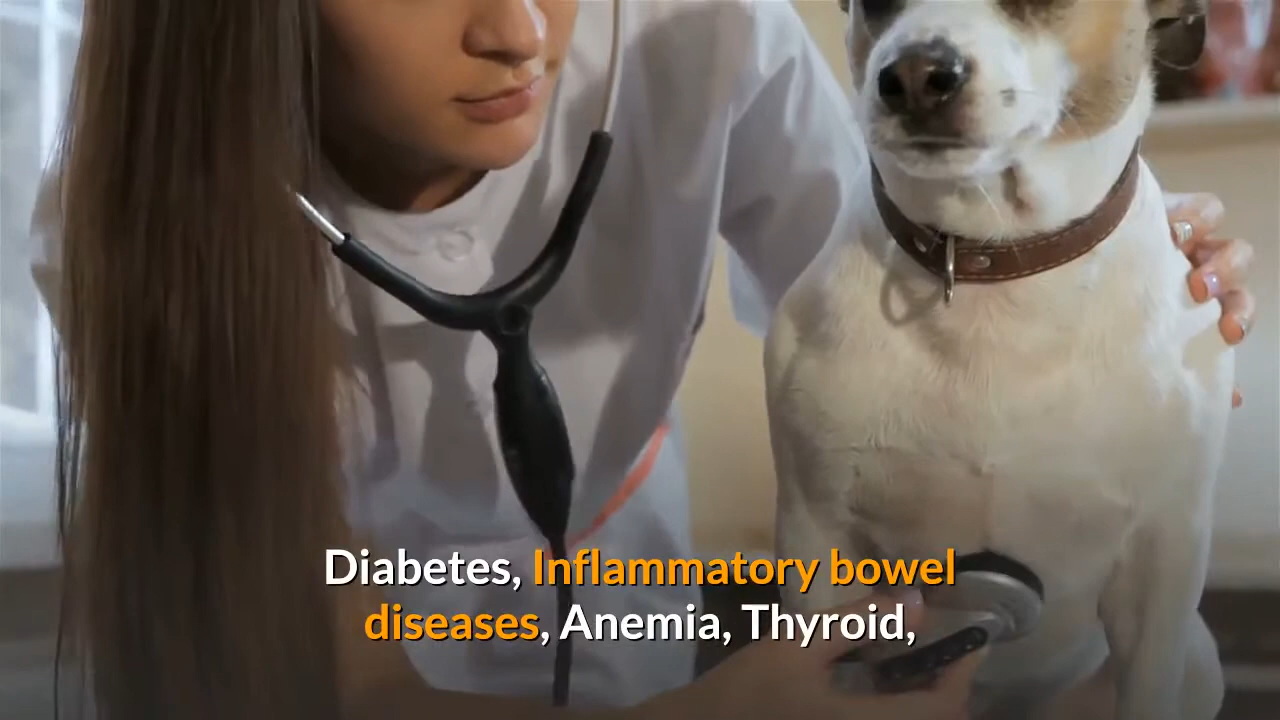 Diabetes, Inflammatory bowel
diseases, Anemia, Thyroid,